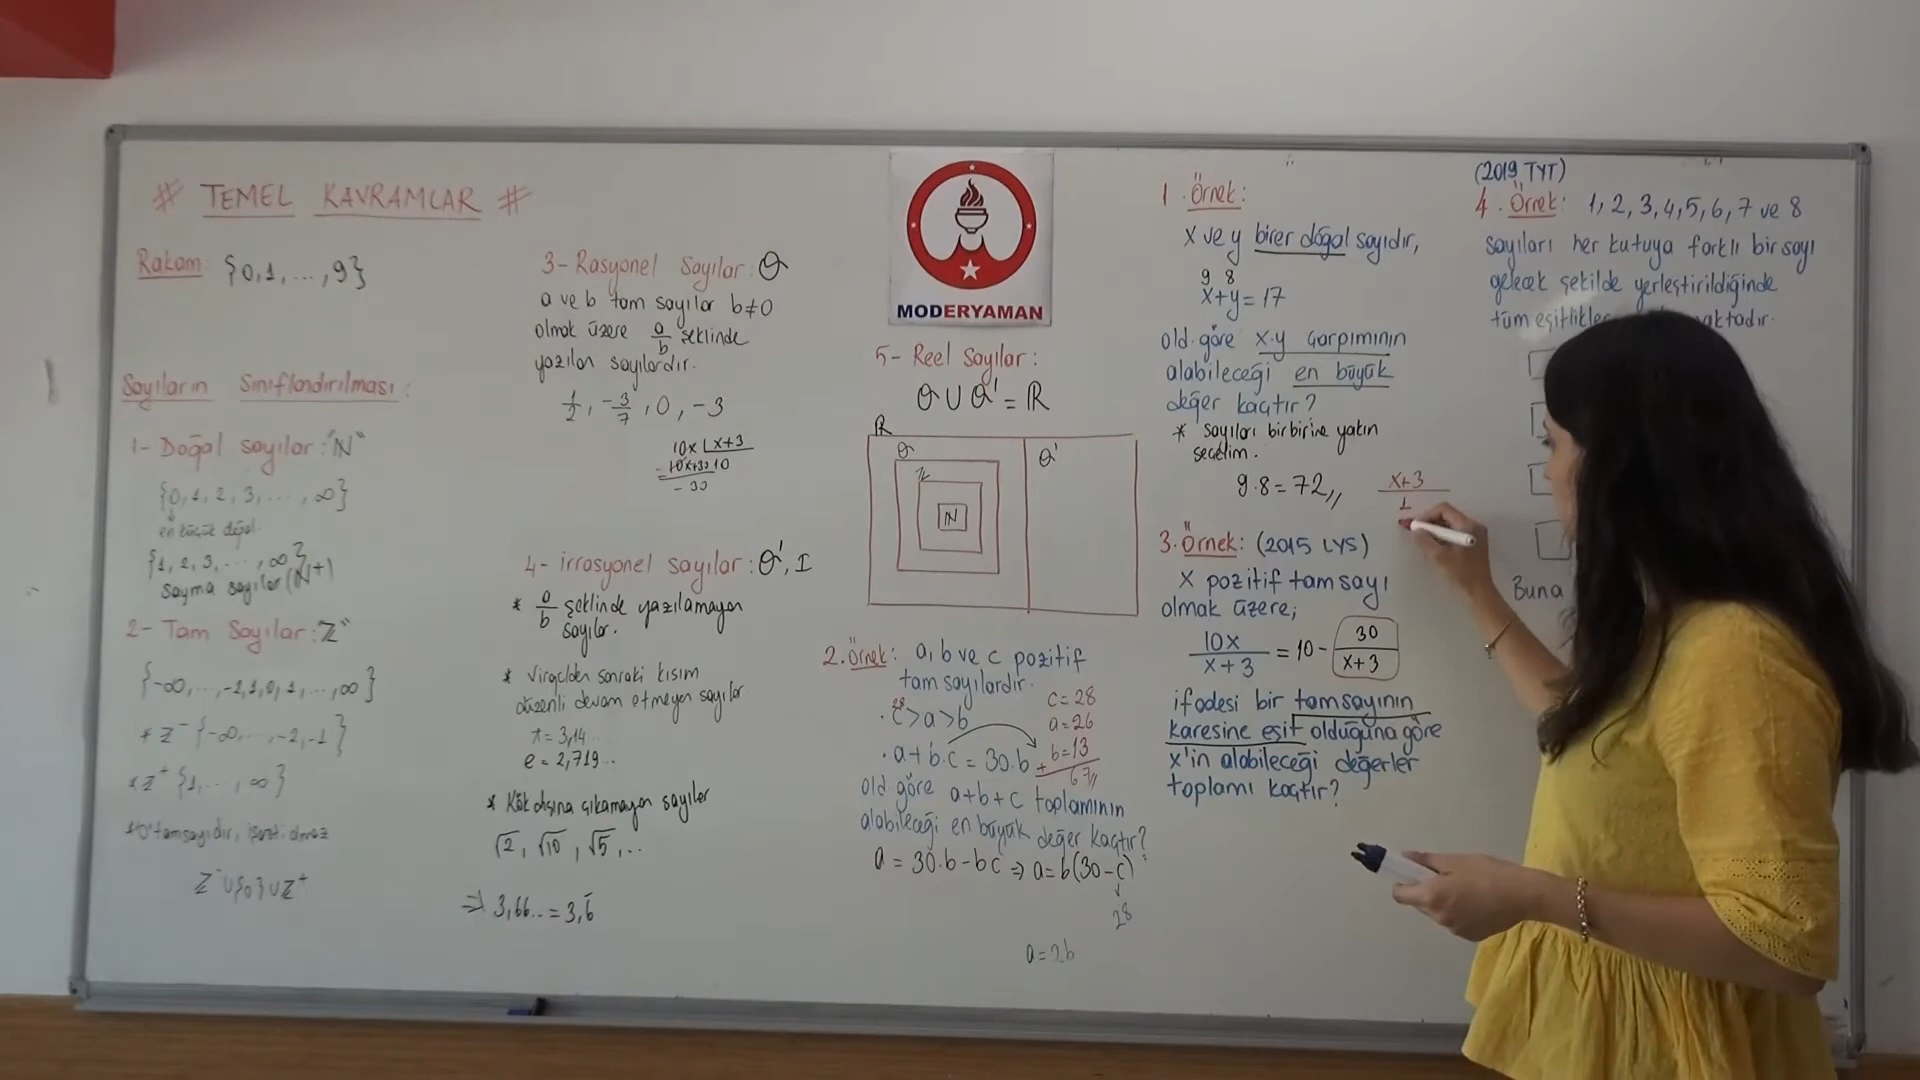 # TEMEL KAVRAMLAR #
Rakam: {0,1,...,9}
Sayıların Sınıflandırılması:
1- Doğal sayılar: "N"
{0,1,2,3,...,∞}
en küçük doğal.
{1,2,3,...,∞}
Sayma sayılar (N+)
2- Tam Sayılar: Z"
{-∞,..,-2,-1,0,1,...,∞}
* Z⁻ {-∞,...,-2,-1}
* Z⁺ {1,...,∞}
Z⁻∪{0}∪Z⁺
3- Rasyonel Sayılar: Q
a ve b tam sayılar b≠0
olmak üzere a/b şeklinde
yazılan sayılardır.
1/2, -3/7, 0, -3
10x | x+3
-10x+30 10
-30
4- irrasyonel sayılar: Q', I
* a/b şeklinde yazılamayan
sayılar.
* Virgülden sonraki kısım
düzenli devam etmeyen sayılar
π=3,14..
e=2,719..
* Kök dışına çıkamayan sayılar
√2, √10, √5,..
⇒ 3,66..=3,6̄
MODERYAMAN
5- Reel Sayılar:
Q∪Q'=R
R
Q
Z
N
Q'
2.Örnek: a,b ve c pozitif
tam sayılardır.
28
· c>a>b
· a+b.c=30.b
c=28
a=26
b=13
+
67//
old göre a+b+c toplamının
alabileceği en büyük değer kaçtır?
a=30.b-bc ⇒ a=b(30-c)
28
a=2b
1.Örnek:
x ve y birer doğal sayıdır,
9 8
x+y=17
old.göre x.y çarpımının
alabileceği en büyük
değer kaçtır?
* sayıları birbirine yakın
seçelim.
9.8=72,,
x+3
1
3.Örnek: (2015 LYS)
x pozitif tamsayı
olmak üzere;
10x/x+3 = 10 - 30/x+3
ifadesi bir tamsayının
karesine eşit olduğuna göre
x'in alabileceği değerler
toplamı kaçtır?
(2019 TYT)
4.Örnek: 1,2,3,4,5,6,7 ve 8
sayıları her kutuya farklı bir sayı
gelecek şekilde yerleştirildiğinde
tüm
Buna